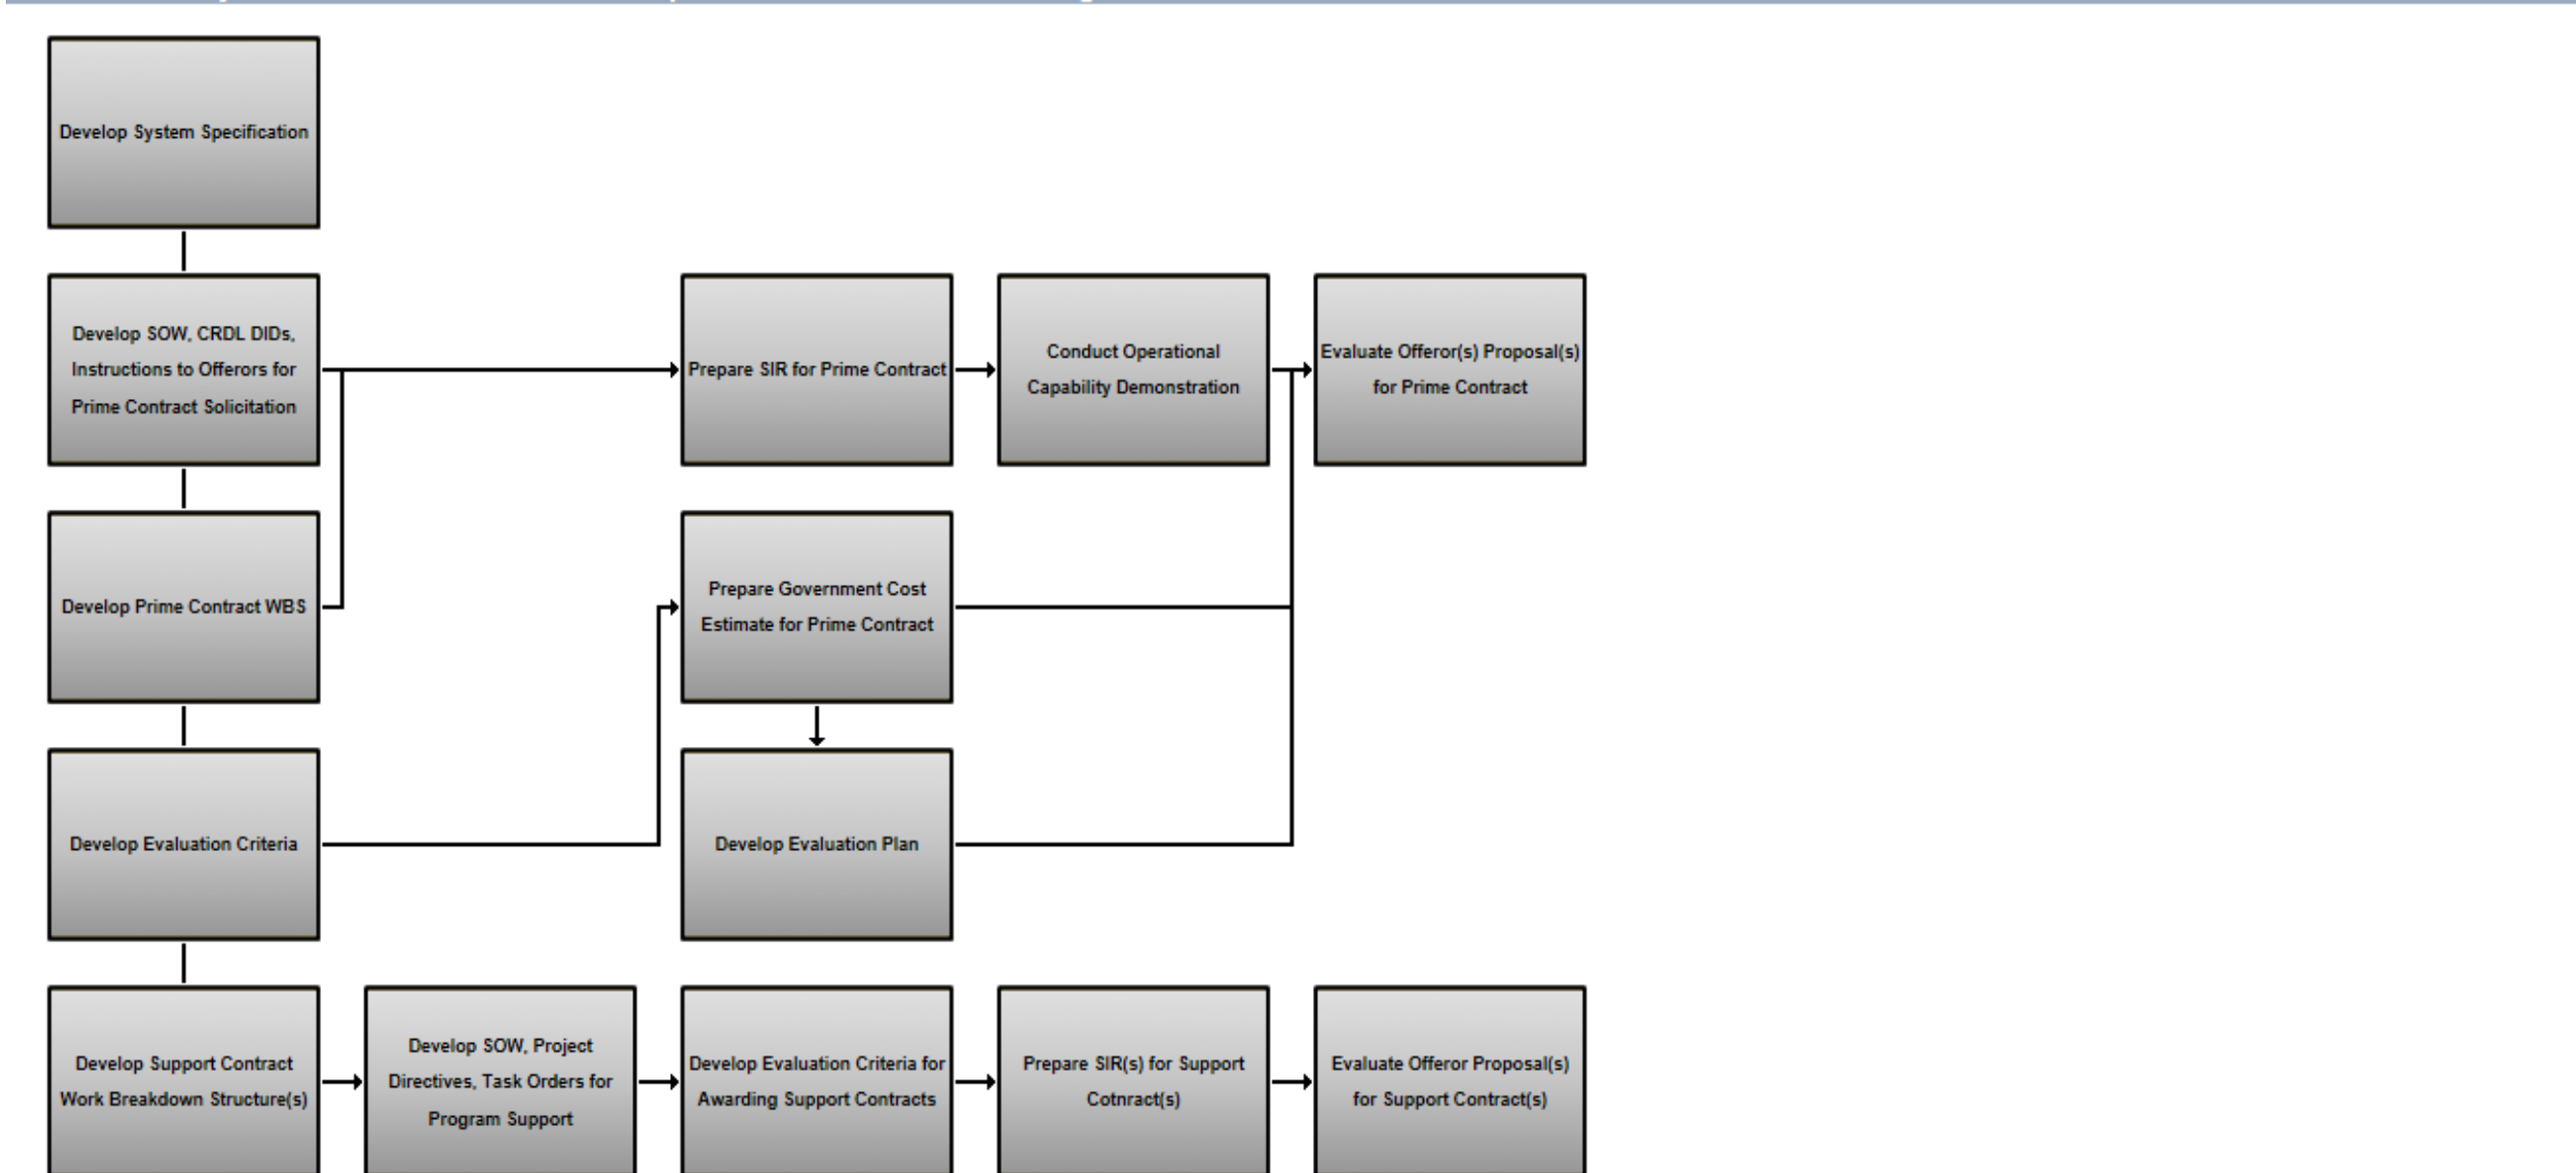 Develop System Specification
Develop SOW, CRDL DIDs,
Instructions to Offerors for
Prime Contract Solicitation
Prepare SIR for Prime Contract
Conduct Operational
Capability Demonstration
Evaluate Offeror(s) Proposal(s)
for Prime Contract
Develop Prime Contract WBS
Prepare Government Cost
Estimate for Prime Contract
Develop Evaluation Criteria
Develop Evaluation Plan
Develop Support Contract
Work Breakdown Structure(s)
Develop SOW, Project
Directives, Task Orders for
Program Support
Develop Evaluation Criteria for
Awarding Support Contracts
Prepare SIR(s) for Support
Cotnract(s)
Evaluate Offeror Proposal(s)
for Support Contract(s)